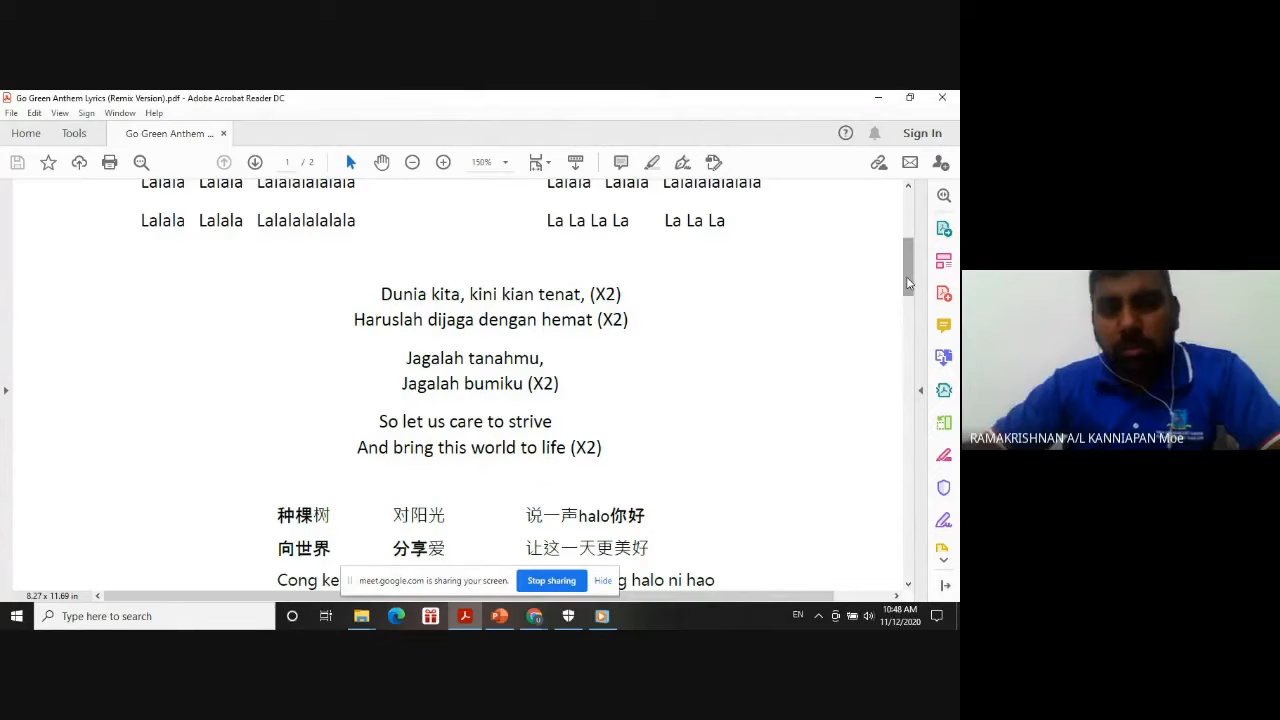 Go Green Anthem Lyrics (Remix Version).pdf - Adobe Acrobat Reader DC
File Edit View Sign Window Help
Home Tools Go Green Anthem ... × Sign In
1 / 2 150%
Lalala Lalala Lalalalalalala Lalala Lalala Lalalalalalala
Lalala Lalala Lalalalalalala La La La La La La La
Dunia kita, kini kian tenat, (X2)
Haruslah dijaga dengan hemat (X2)
Jagalah tanahmu,
Jagalah bumiku (X2)
So let us care to strive
And bring this world to life (X2)
种棵树 对阳光 说一声halo你好
向世界 分享爱 让这一天更美好
Cong ke halo ni hao
meet.google.com is sharing your screen. Stop sharing Hide
8.27 x 11.69 in
Type here to search
EN 10:48 AM
11/12/2020
RAMAKRISHNAN A/L KANNIAPAN Moe